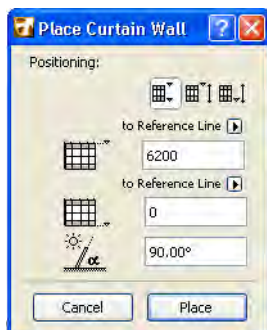 Place Curtain Wall
Positioning:
to Reference Line
6200
to Reference Line
0
α
90.00°
Cancel
Place